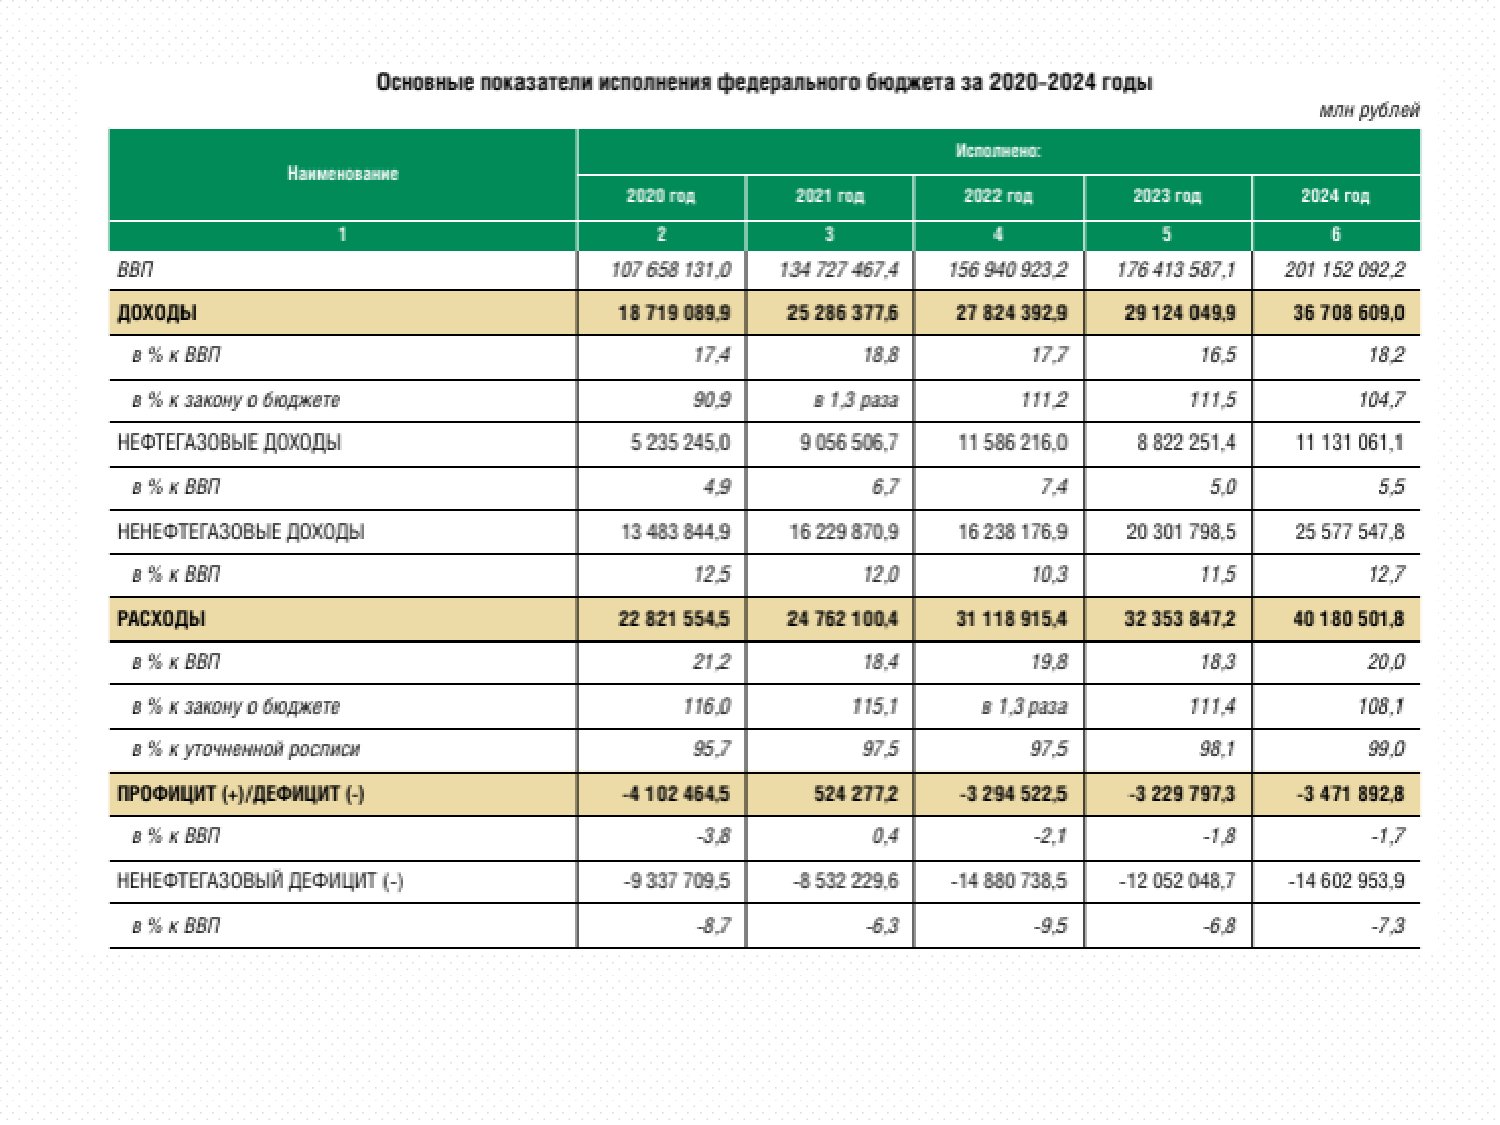 Основные показатели исполнения федерального бюджета за 2020-2024 годы
млн рублей
Наименование Исполнено:
2020 год 2021 год 2022 год 2023 год 2024 год
1 2 3 4 5 6
ВВП 107 658 131,0 134 727 467,4 156 940 923,2 176 413 587,1 201 152 092,2
ДОХОДЫ 18 719 089,9 25 286 377,6 27 824 392,9 29 124 049,9 36 708 609,0
в % к ВВП 17,4 18,8 17,7 16,5 18,2
в % к закону о бюджете 90,9 в 1,3 раза 111,2 111,5 104,7
НЕФТЕГАЗОВЫЕ ДОХОДЫ 5 235 245,0 9 056 506,7 11 586 216,0 8 822 251,4 11 131 061,1
в % к ВВП 4,9 6,7 7,4 5,0 5,5
НЕНЕФТЕГАЗОВЫЕ ДОХОДЫ 13 483 844,9 16 229 870,9 16 238 176,9 20 301 798,5 25 577 547,8
в % к ВВП 12,5 12,0 10,3 11,5 12,7
РАСХОДЫ 22 821 554,5 24 762 100,4 31 118 915,4 32 353 847,2 40 180 501,8
в % к ВВП 21,2 18,4 19,8 18,3 20,0
в % к закону о бюджете 116,0 115,1 в 1,3 раза 111,4 108,1
в % к уточненной росписи 95,7 97,5 97,5 98,1 99,0
ПРОФИЦИТ (+)/ДЕФИЦИТ (-) -4 102 464,5 524 277,2 -3 294 522,5 -3 229 797,3 -3 471 892,8
в % к ВВП -3,8 0,4 -2,1 -1,8 -1,7
НЕНЕФТЕГАЗОВЫЙ ДЕФИЦИТ (-) -9 337 709,5 -8 532 229,6 -14 880 738,5 -12 052 048,7 -14 602 953,9
в % к ВВП -8,7 -6,3 -9,5 -6,8 -7,3